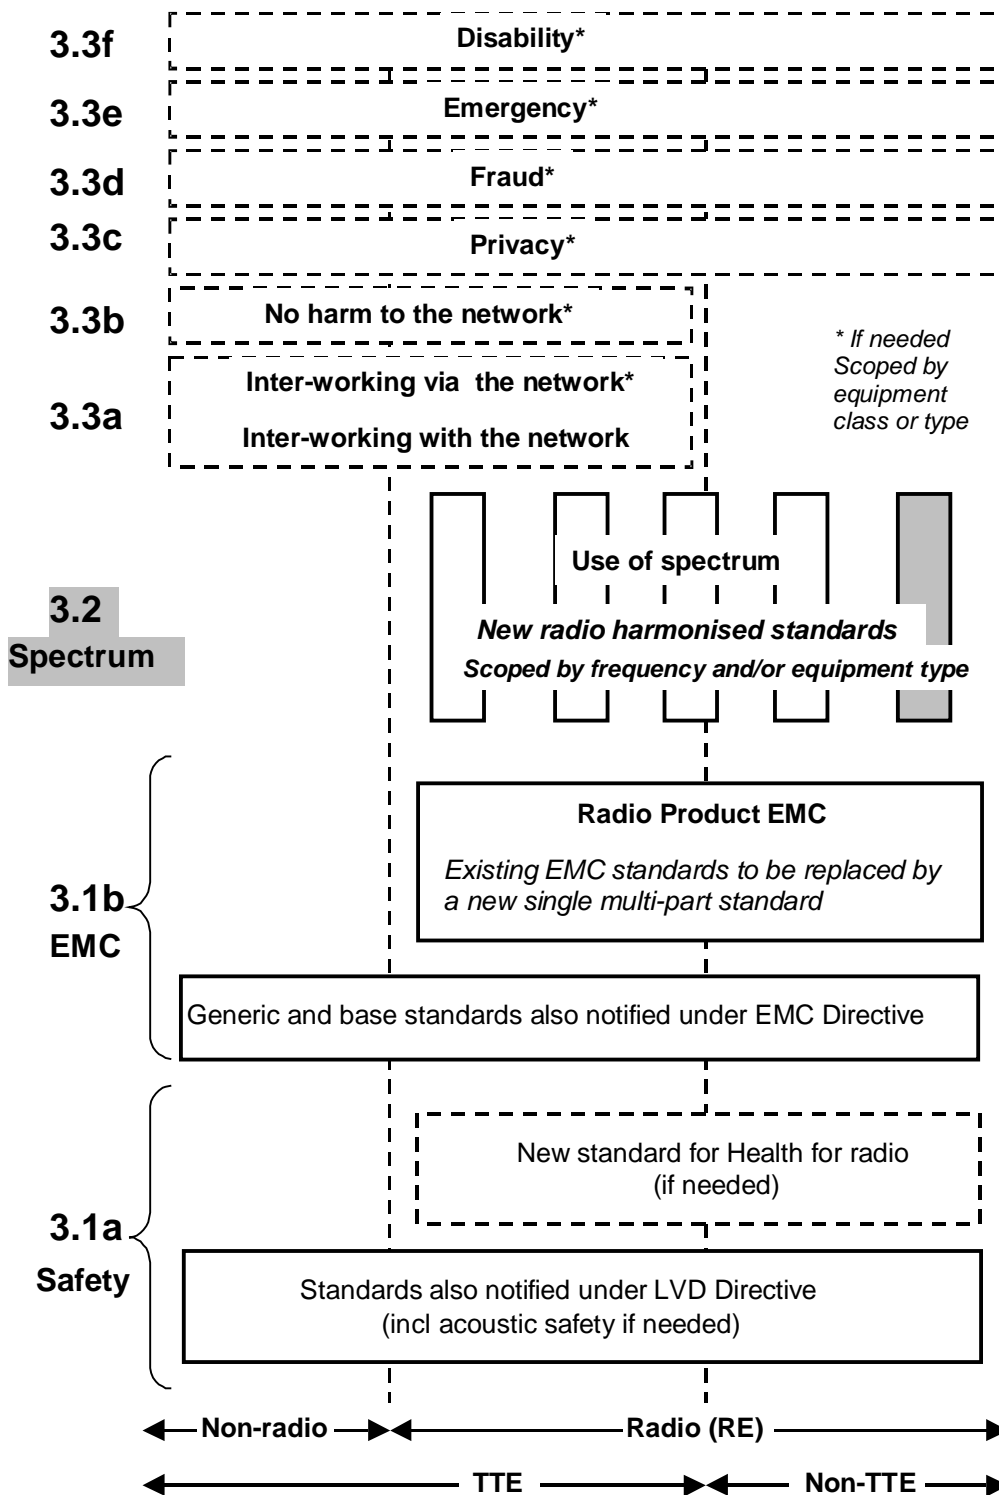 3.3f
Disability*
3.3e
Emergency*
3.3d
Fraud*
3.3c
Privacy*
3.3b
No harm to the network*
* If needed
Scoped by
equipment
class or type
3.3a
Inter-working via the network*
Inter-working with the network
Use of spectrum
3.2
Spectrum
New radio harmonised standards
Scoped by frequency and/or equipment type
Radio Product EMC
Existing EMC standards to be replaced by
a new single multi-part standard
3.1b
EMC
Generic and base standards also notified under EMC Directive
New standard for Health for radio
(if needed)
3.1a
Safety
Standards also notified under LVD Directive
(incl acoustic safety if needed)
Non-radio
Radio (RE)
TTE
Non-TTE